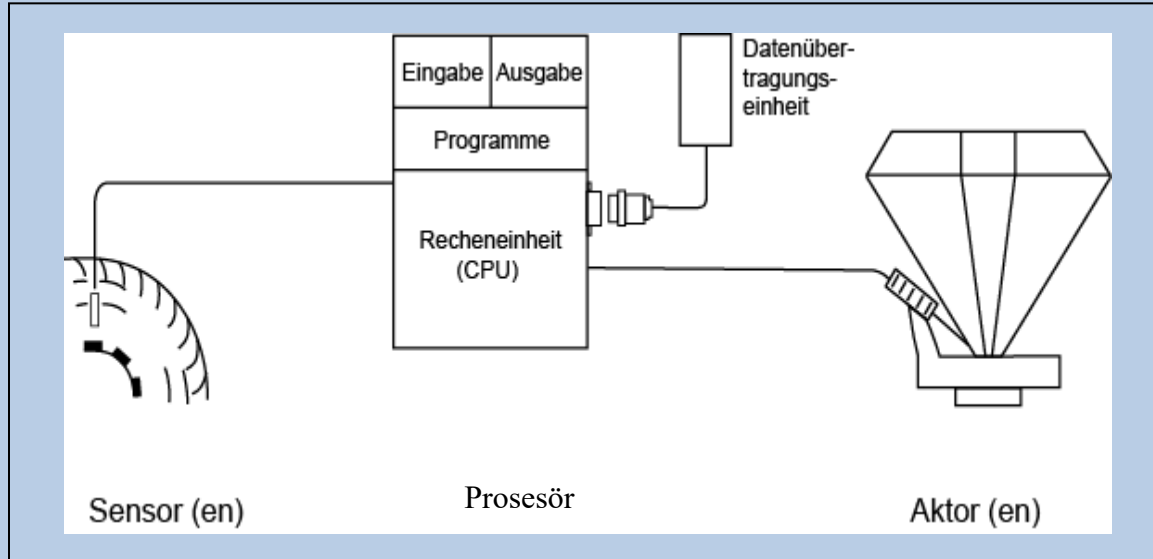 Eingabe
Ausgabe
Programme
Recheneinheit
(CPU)
Datenüber-
tragungs-
einheit
Sensor (en)
Prosesör
Aktor (en)